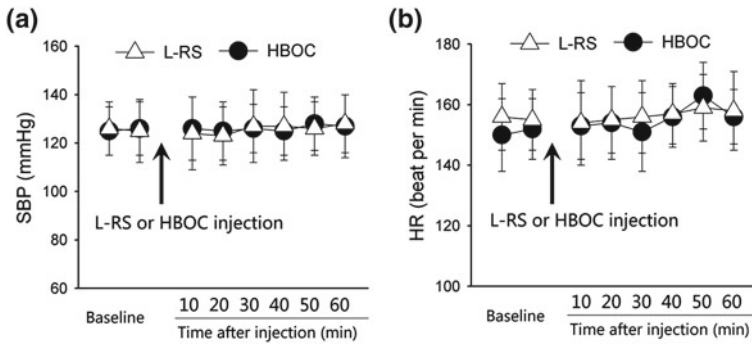 (a)
L-RS HBOC
SBP (mmHg)
160
140
120
100
80
60
L-RS or HBOC injection
Baseline
10 20 30 40 50 60
Time after injection (min)
(b)
L-RS HBOC
HR (beat per min)
180
160
140
120
100
L-RS or HBOC injection
Baseline
10 20 30 40 50 60
Time after injection (min)